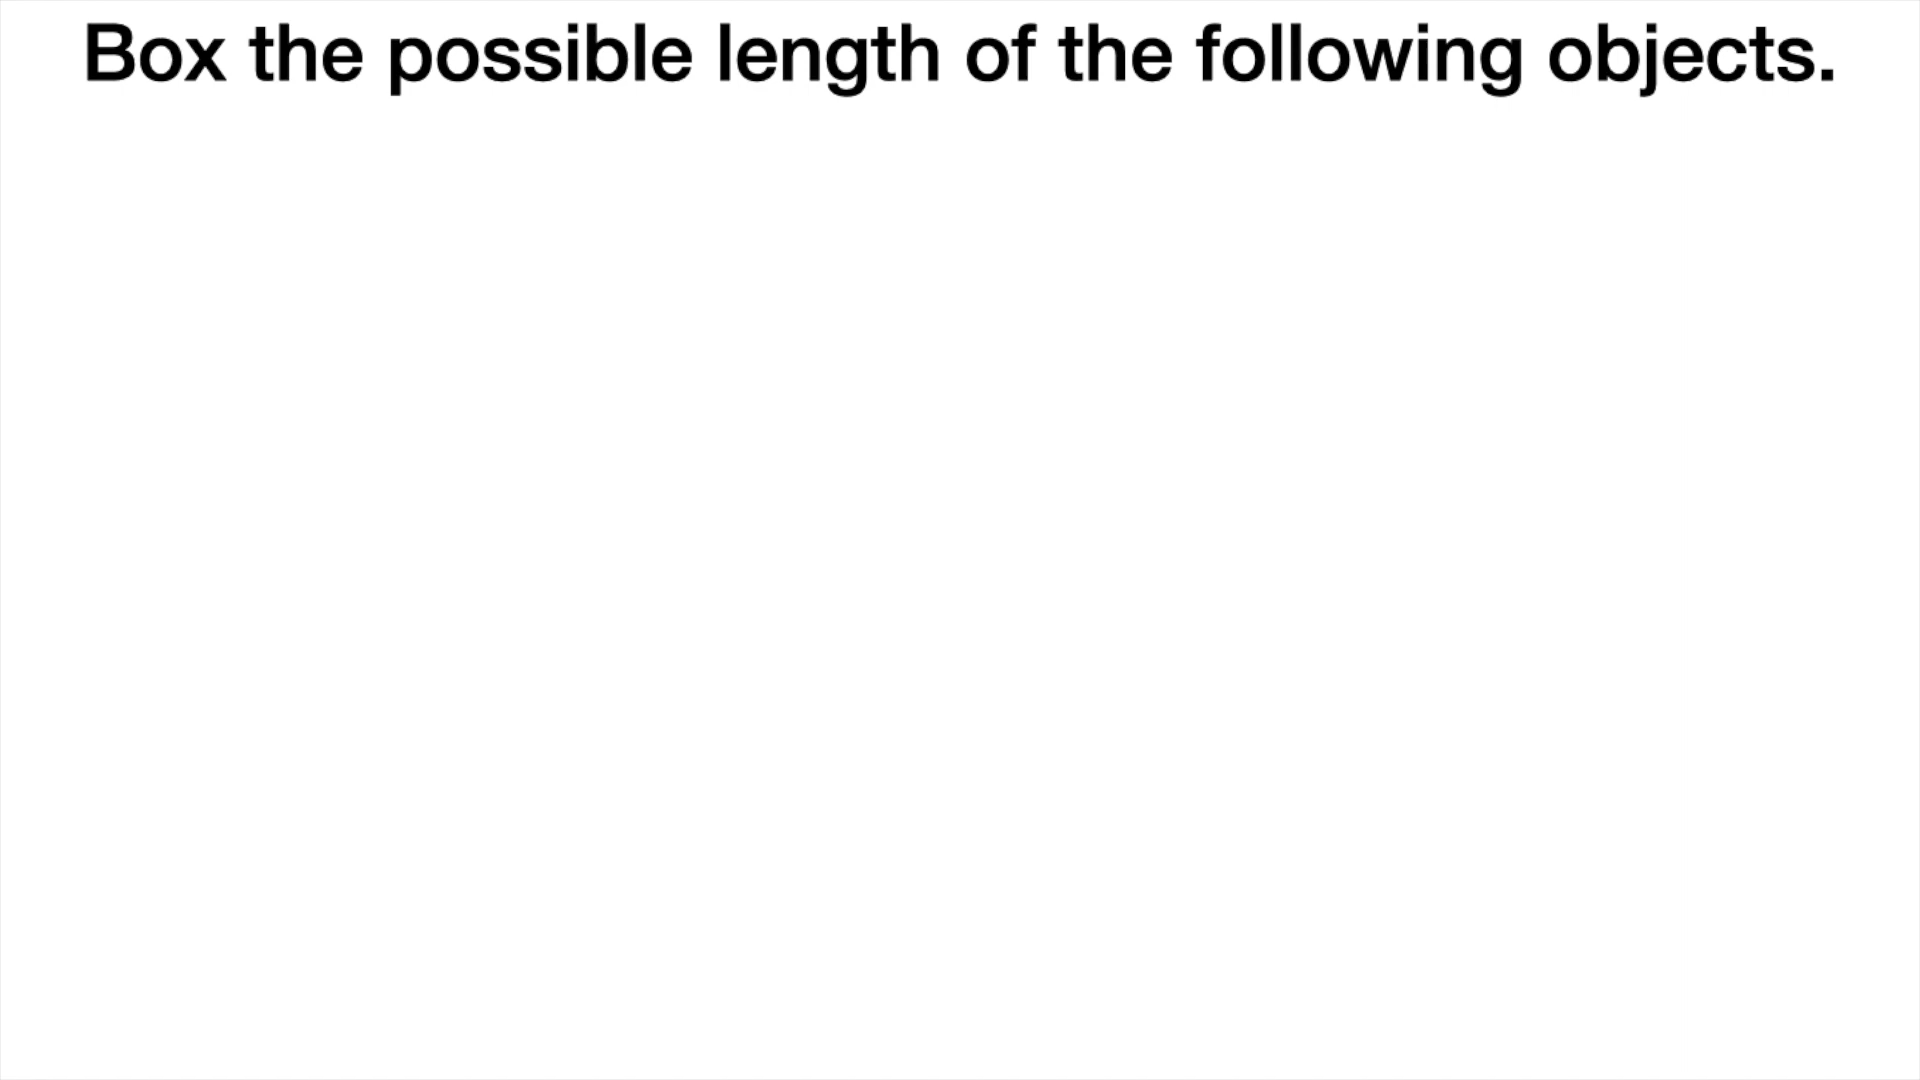 Box the possible length of the following objects.